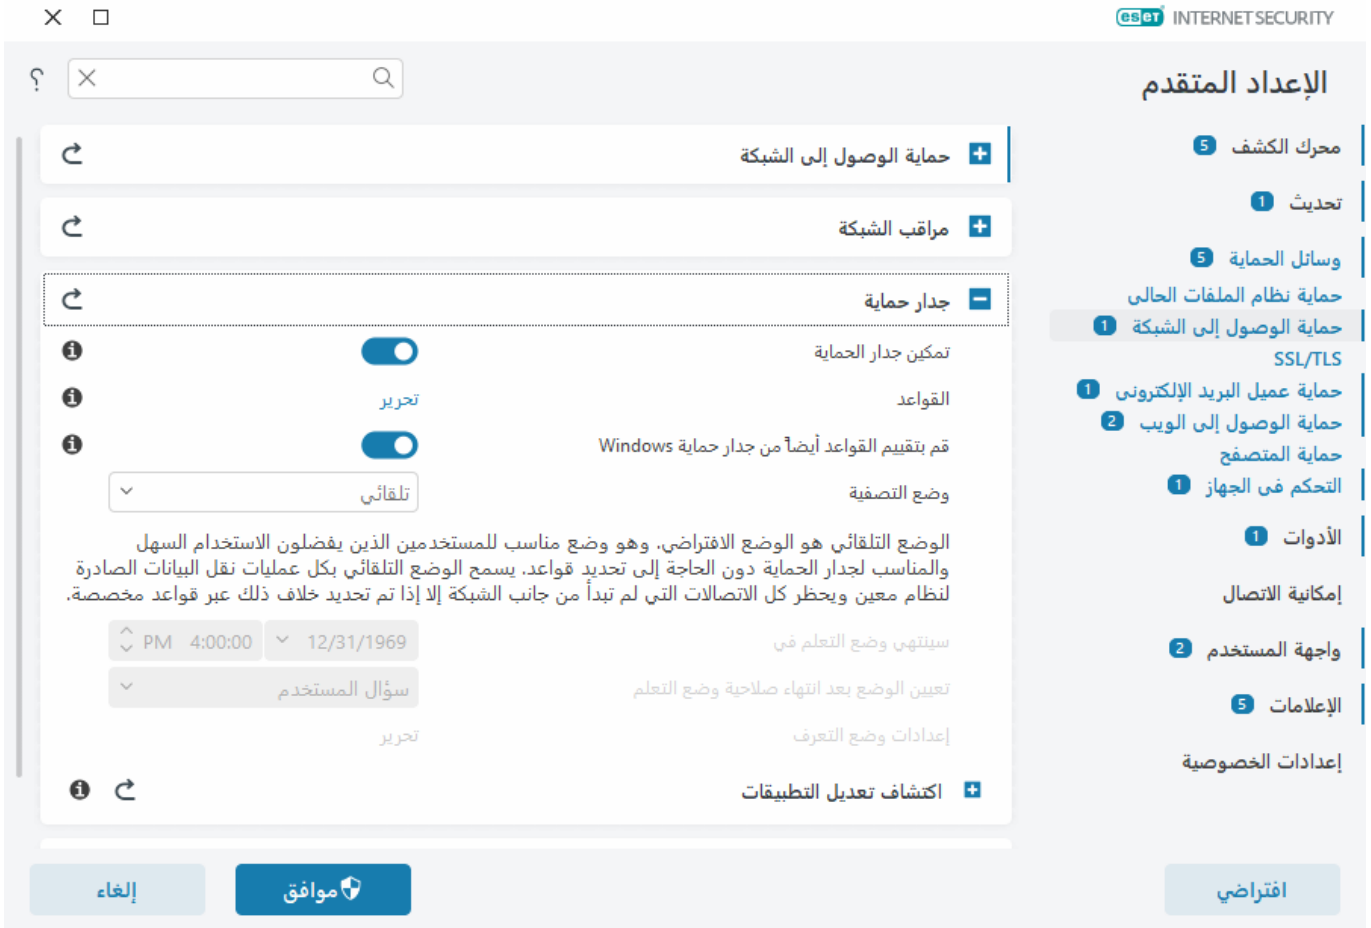 eset INTERNET SECURITY
الإعداد المتقدم
؟
محرك الكشف 5
تحديث 1
وسائل الحماية 5
حماية نظام الملفات الحالي
حماية الوصول إلى الشبكة 1
SSL/TLS
حماية عميل البريد الإلكتروني 1
حماية الوصول إلى الويب 2
حماية المتصفح
التحكم في الجهاز 1
الأدوات 1
إمكانية الاتصال
واجهة المستخدم 2
الإعلامات 5
إعدادات الخصوصية
حماية الوصول إلى الشبكة
مراقب الشبكة
جدار حماية
تمكين جدار الحماية
القواعد تحرير
قم بتقييم القواعد أيضاً من جدار حماية Windows
وضع التصفية تلقائي
الوضع التلقائي هو الوضع الافتراضي، وهو وضع مناسب للمستخدمين الذين يفضلون الاستخدام السهل
والمناسب لجدار الحماية دون الحاجة إلى تحديد قواعد. يسمح الوضع التلقائي بكل عمليات نقل البيانات الصادرة
لنظام معين ويحظر كل الاتصالات التي لم تبدأ من جانب الشبكة إلا إذا تم تحديد خلاف ذلك عبر قواعد مخصصة.
سينتهي وضع التعلم في 12/31/1969 4:00:00 PM
تعيين الوضع بعد انتهاء صلاحية وضع التعلم سؤال المستخدم
إعدادات وضع التعرف تحرير
اكتشاف تعديل التطبيقات
افتراضي
موافق
إلغاء